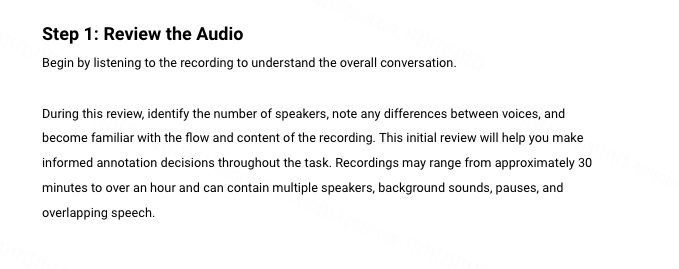 Step 1: Review the Audio
Begin by listening to the recording to understand the overall conversation.
During this review, identify the number of speakers, note any differences between voices, and
become familiar with the flow and content of the recording. This initial review will help you make
informed annotation decisions throughout the task. Recordings may range from approximately 30
minutes to over an hour and can contain multiple speakers, background sounds, pauses, and
overlapping speech.